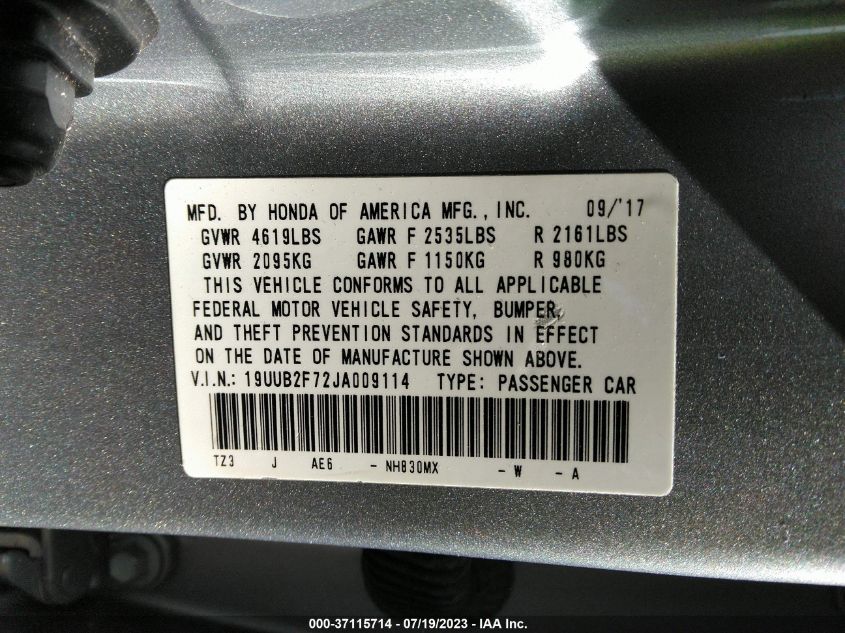 MFD. BY HONDA OF AMERICA MFG., INC. 09/'17
GVWR 4619LBS GAWR F 2535LBS R 2161LBS
GVWR 2095KG GAWR F 1150KG R 980KG
THIS VEHICLE CONFORMS TO ALL APPLICABLE
FEDERAL MOTOR VEHICLE SAFETY, BUMPER,
AND THEFT PREVENTION STANDARDS IN EFFECT
ON THE DATE OF MANUFACTURE SHOWN ABOVE.
V.I.N.: 19UUB2F72JA009114 TYPE: PASSENGER CAR
TZ3 J AE6 - NH830MX - W - A
000-37115714 - 07/19/2023 - IAA Inc.